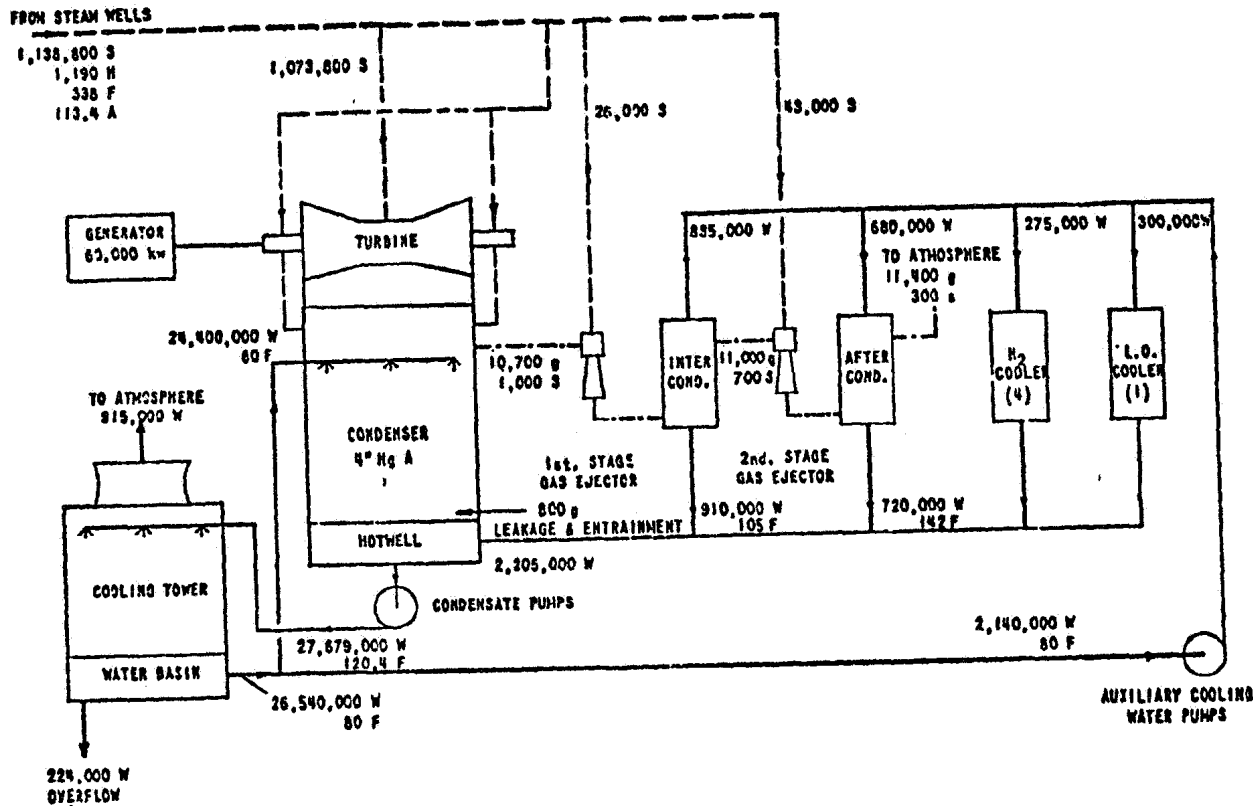 FROM STEAM WELLS
1,138,800 S
1,190 H
338 F
113.4 A
1,073,800 S
26,000 S
43,000 S
GENERATOR
60,000 kw
TURBINE
835,000 W
680,000 W
275,000 W
300,000W
TO ATMOSPHERE
11,400 g
300 s
24,400,000 W
80 F
10,700 g
1,000 S
INTER
COND.
11,000g
700 S
AFTER
COND.
H2
COOLER
(4)
L.O.
COOLER
(1)
TO ATMOSPHERE
915,000 W
CONDENSER
4" Hg A
1st. STAGE
GAS EJECTOR
2nd. STAGE
GAS EJECTOR
800 g
LEAKAGE & ENTRAINMENT
910,000 W
105 F
720,000 W
142 F
HOTWELL
2,205,000 W
COOLING TOWER
CONDENSATE PUMPS
27,679,000 W
120.4 F
2,140,000 W
80 F
WATER BASIN
26,540,000 W
80 F
AUXILIARY COOLING
WATER PUMPS
224,000 W
OVERFLOW